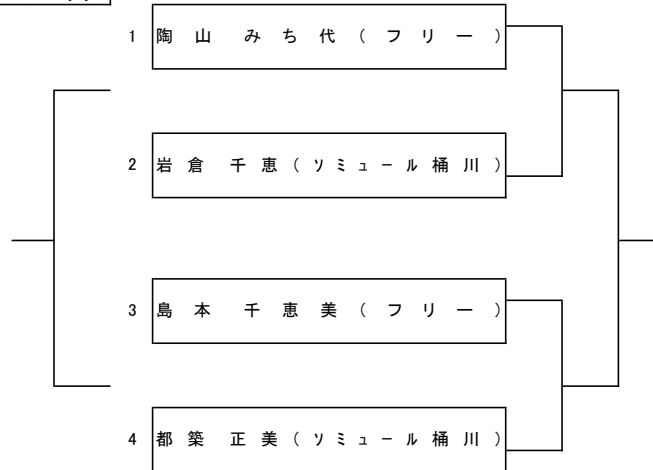 1 陶山 みち代(フリー)
2 岩倉 千恵(ソミュール桶川)
3 島本 千恵美(フリー)
4 都築 正美(ソミュール桶川)